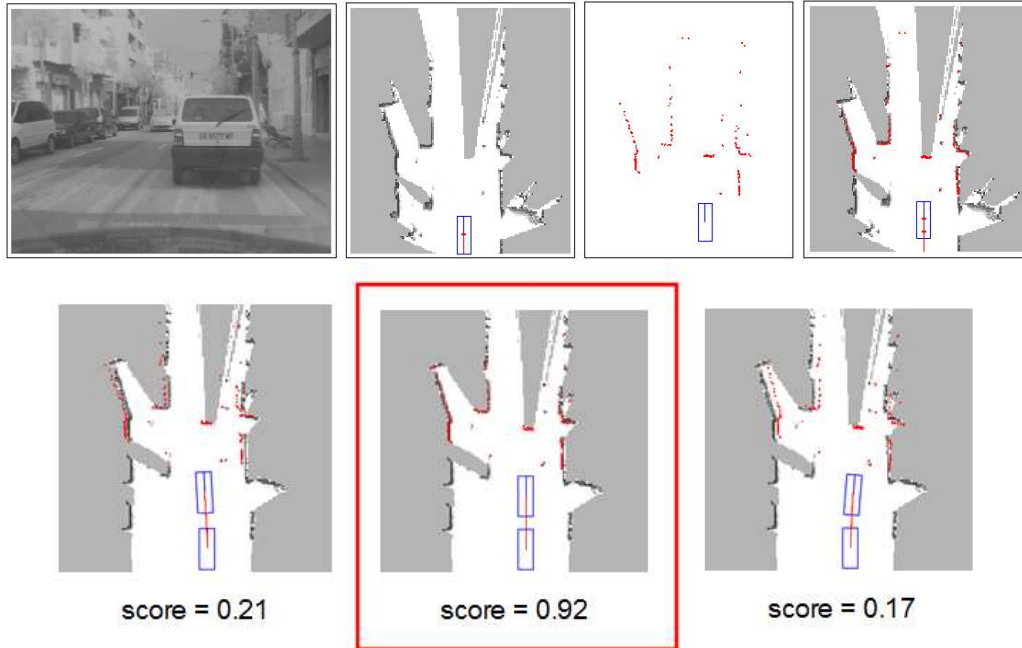 score = 0.21
score = 0.92
score = 0.17